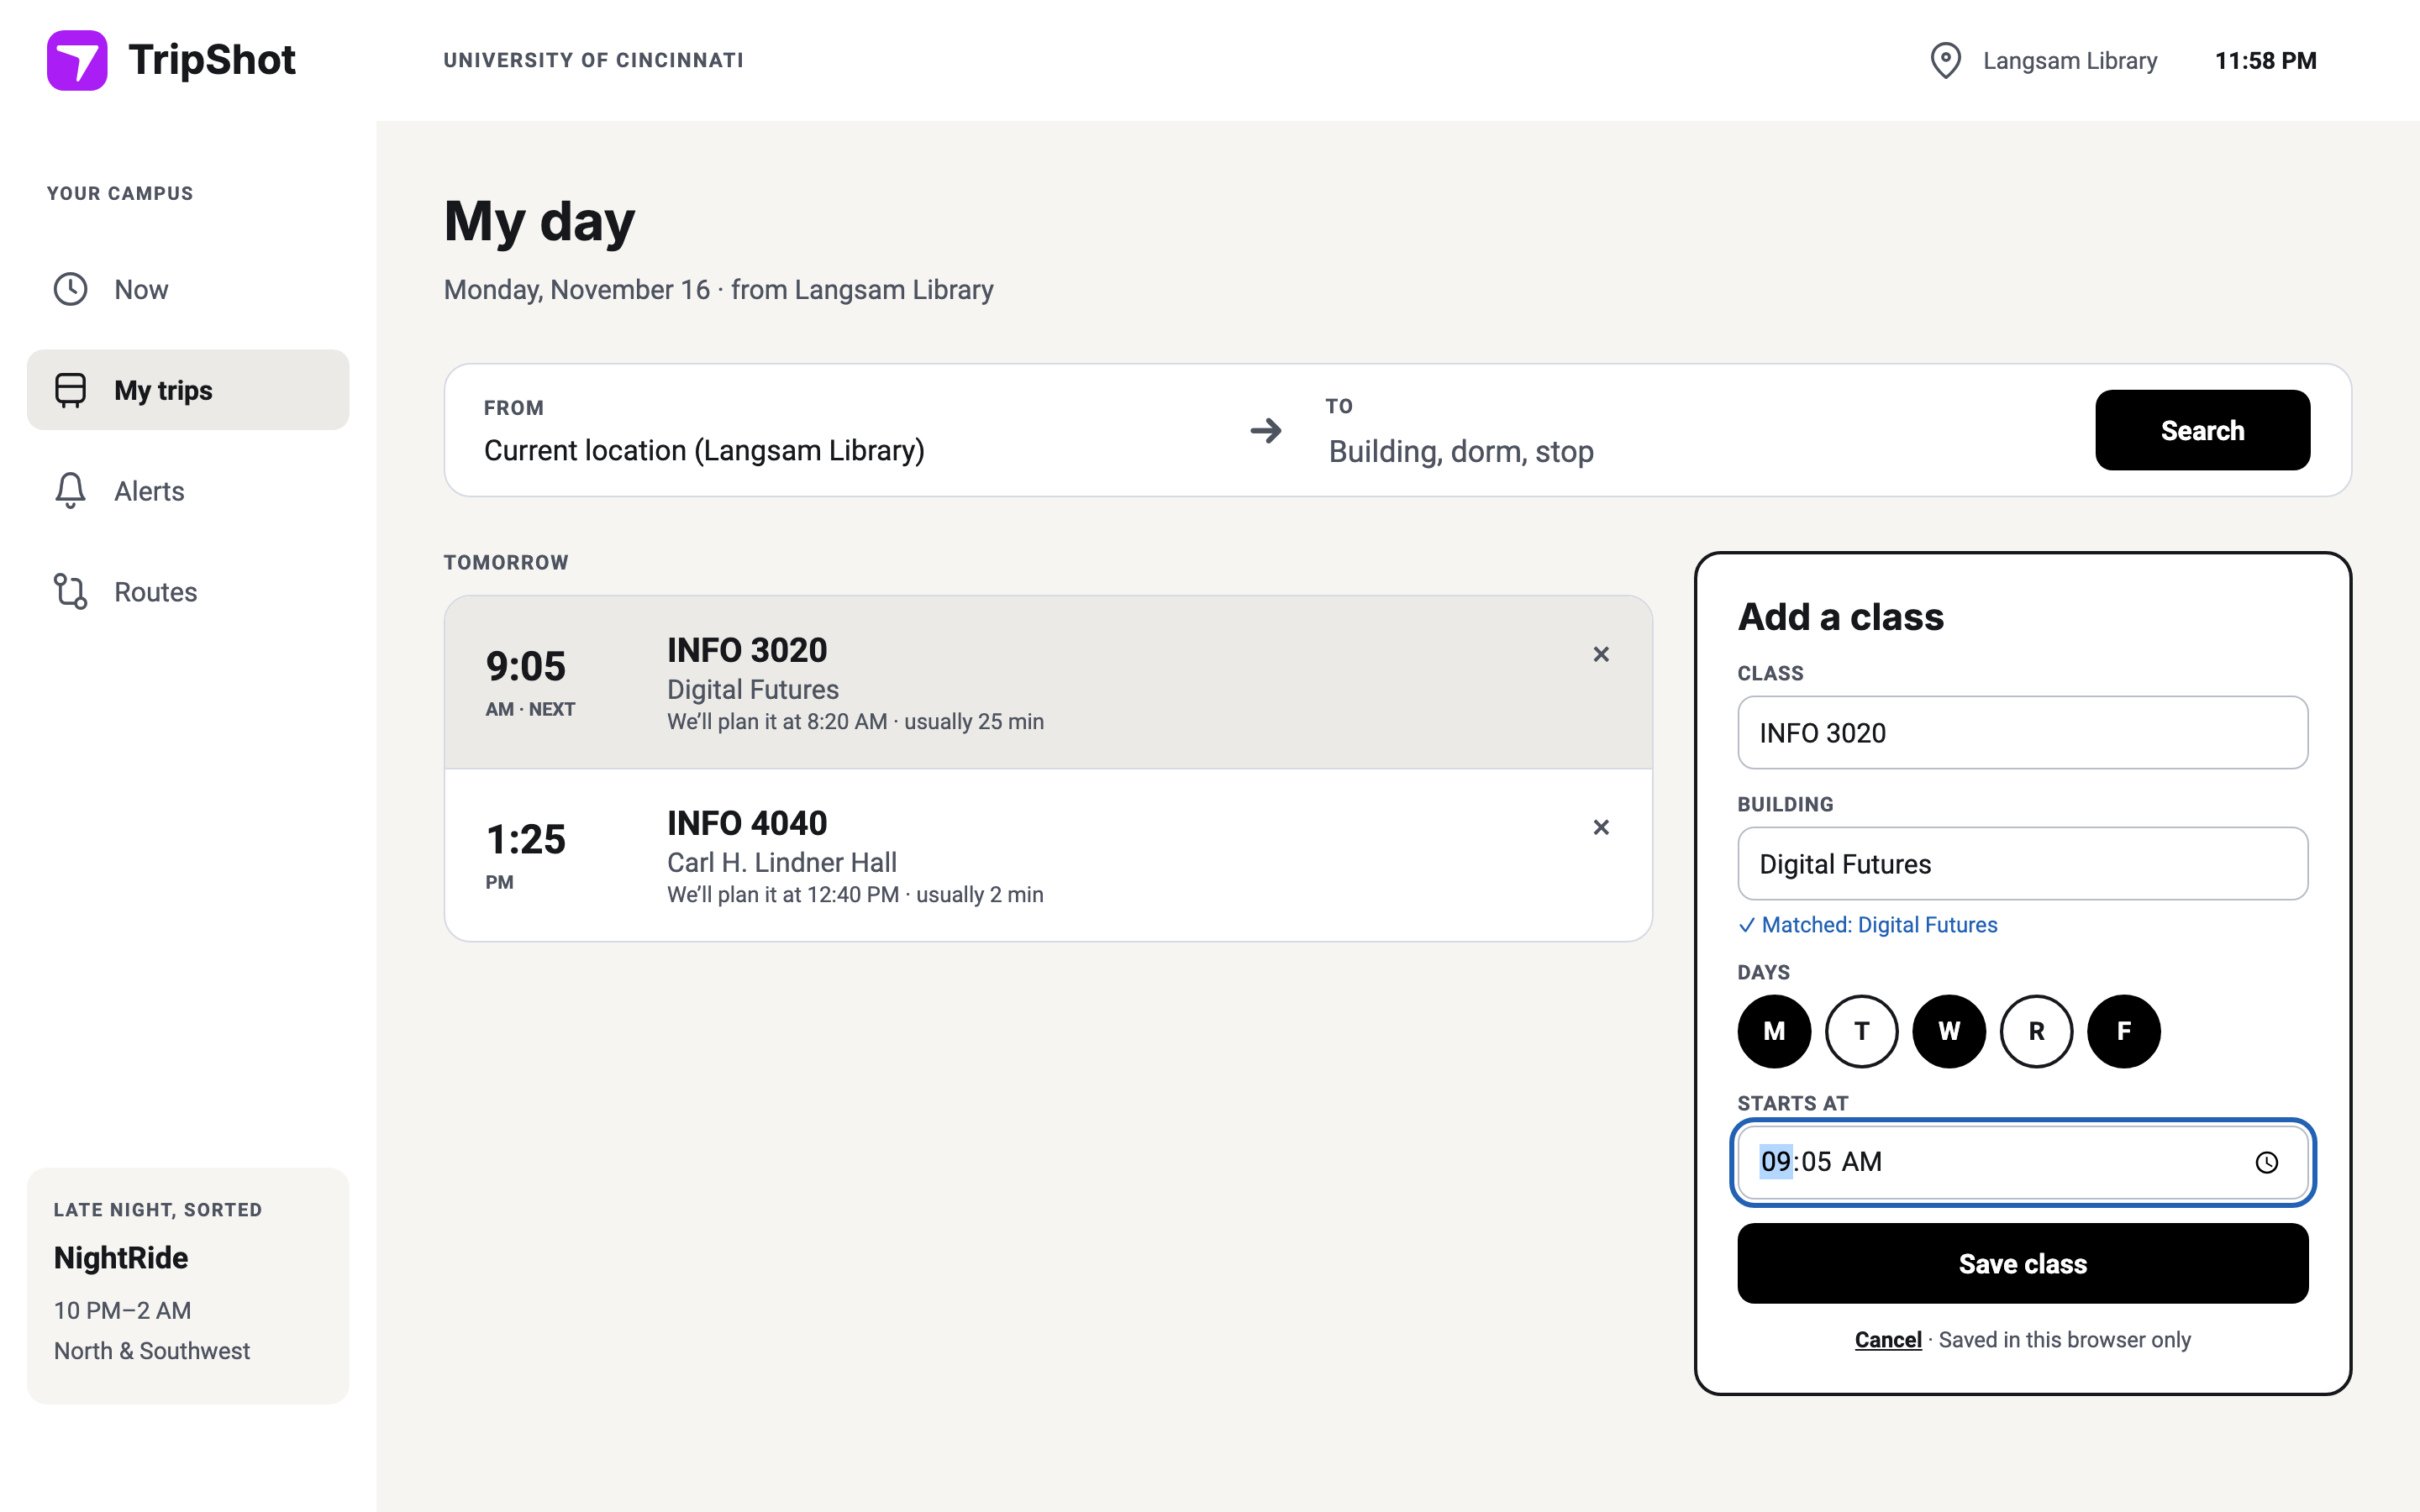 TripShot
UNIVERSITY OF CINCINNATI
Langsam Library
11:58 PM
YOUR CAMPUS
Now
My trips
Alerts
Routes
LATE NIGHT, SORTED
NightRide
10 PM–2 AM
North & Southwest
My day
Monday, November 16 · from Langsam Library
FROM
Current location (Langsam Library)
TO
Building, dorm, stop
Search
TOMORROW
9:05
AM · NEXT
INFO 3020
Digital Futures
We’ll plan it at 8:20 AM · usually 25 min
×
1:25
PM
INFO 4040
Carl H. Lindner Hall
We’ll plan it at 12:40 PM · usually 2 min
×
Add a class
CLASS
INFO 3020
BUILDING
Digital Futures
✓ Matched: Digital Futures
DAYS
M T W R F
STARTS AT
09:05 AM
Save class
Cancel · Saved in this browser only